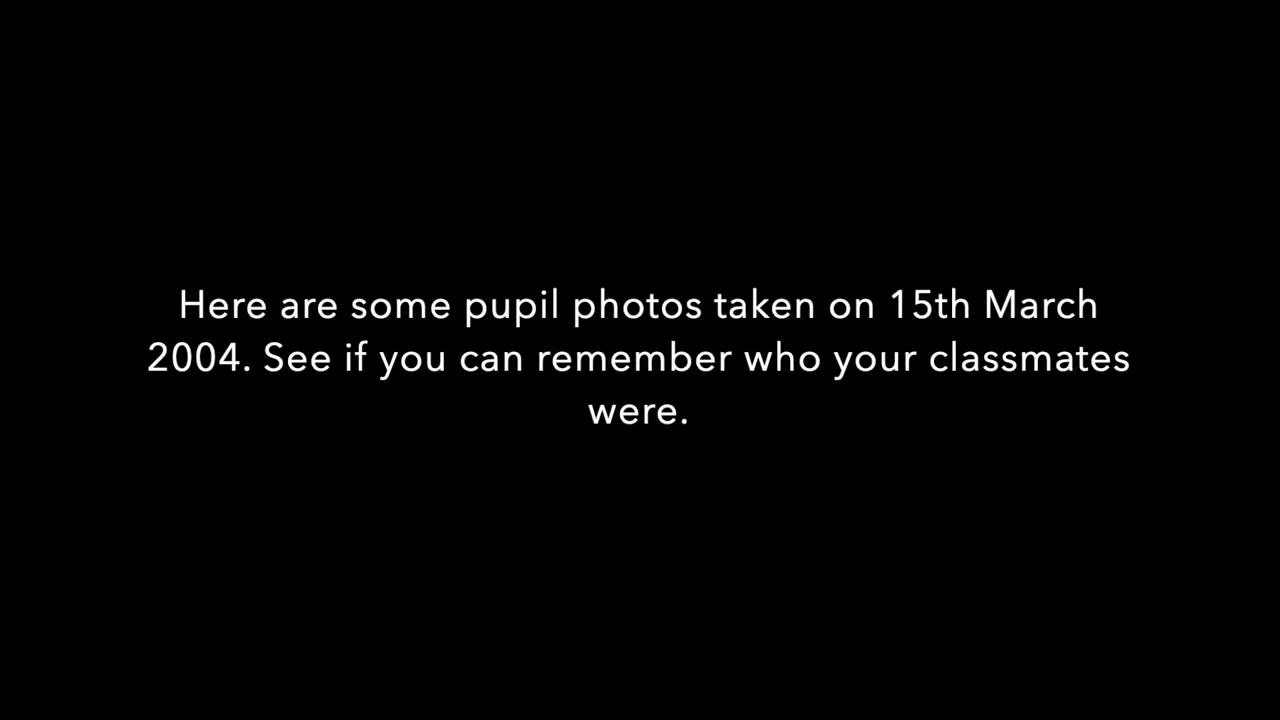 Here are some pupil photos taken on 15th March
2004. See if you can remember who your classmates
were.